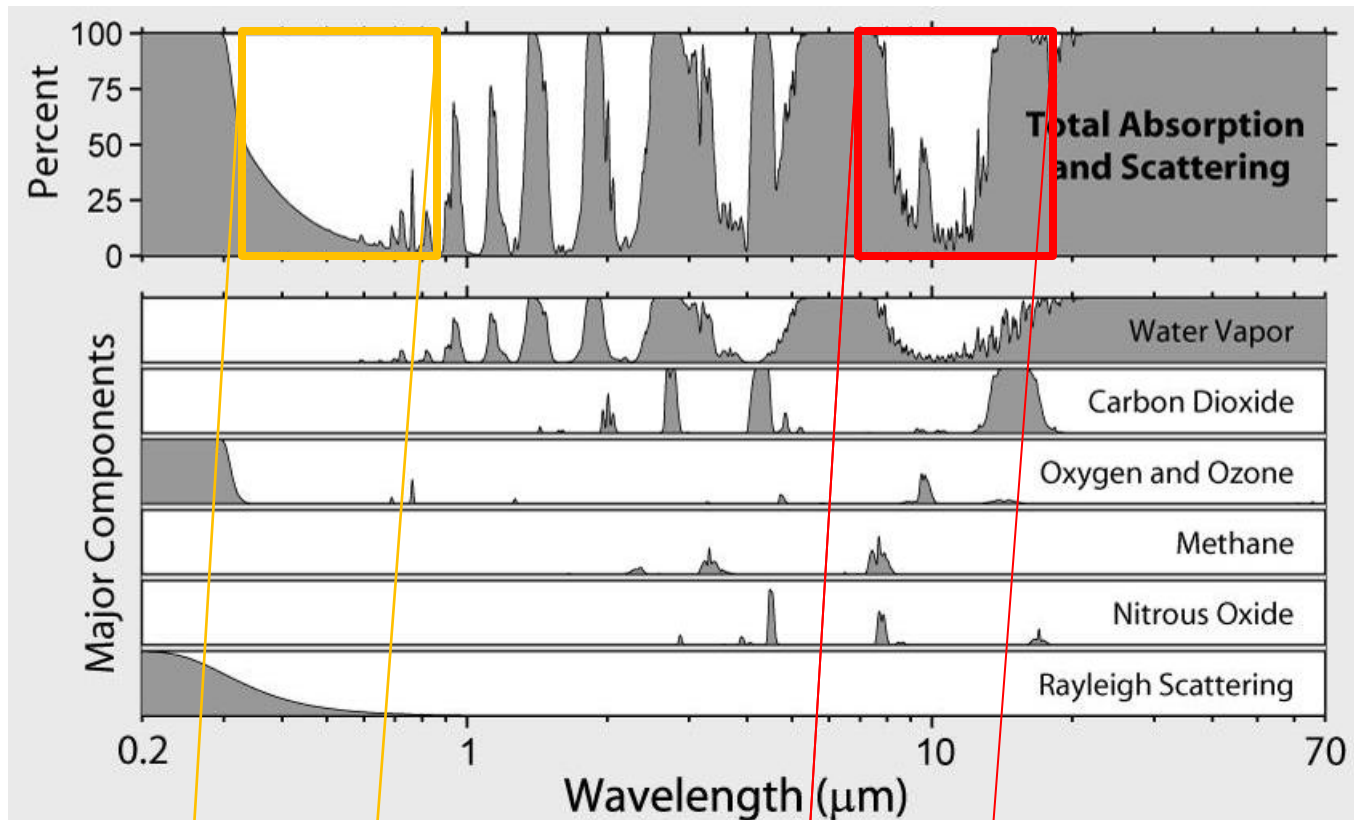 Percent
100
75
50
25
0
Total Absorption
and Scattering
Major Components
Water Vapor
Carbon Dioxide
Oxygen and Ozone
Methane
Nitrous Oxide
Rayleigh Scattering
0.2 1 10 70
Wavelength (μm)